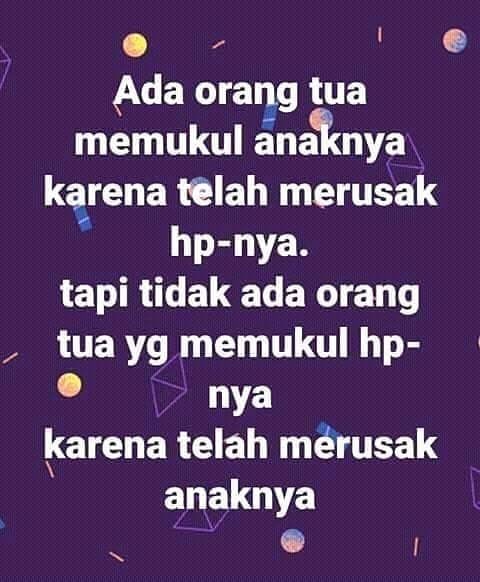 Ada orang tua
memukul anaknya
karena telah merusak
hp-nya.
tapi tidak ada orang
tua yg memukul hp-
nya
karena telah merusak
anaknya